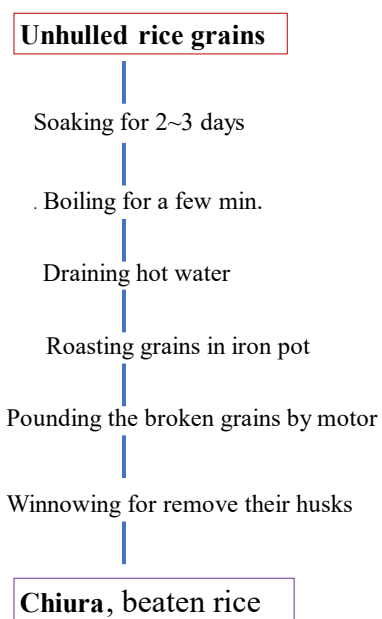 Unhulled rice grains
Soaking for 2~3 days
. Boiling for a few min.
Draining hot water
Roasting grains in iron pot
Pounding the broken grains by motor
Winnowing for remove their husks
Chiura, beaten rice